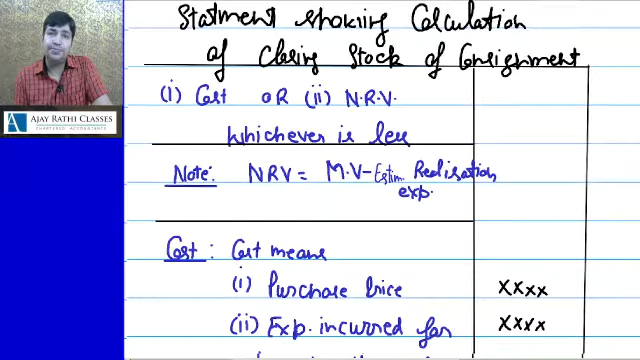 Statment showing Calculation
of Closing Stock of Consignment
(i) Cost OR (ii) N.R.V.
Whichever is less
Note: NRV = M.V - Estim. Realisation
exp.
Cost: Cost means
(i) Purchase Price
XXXX
(ii) Exp. incurred for
XXXX
AJAY RATHI CLASSES
CHARTERED ACCOUNTANTS